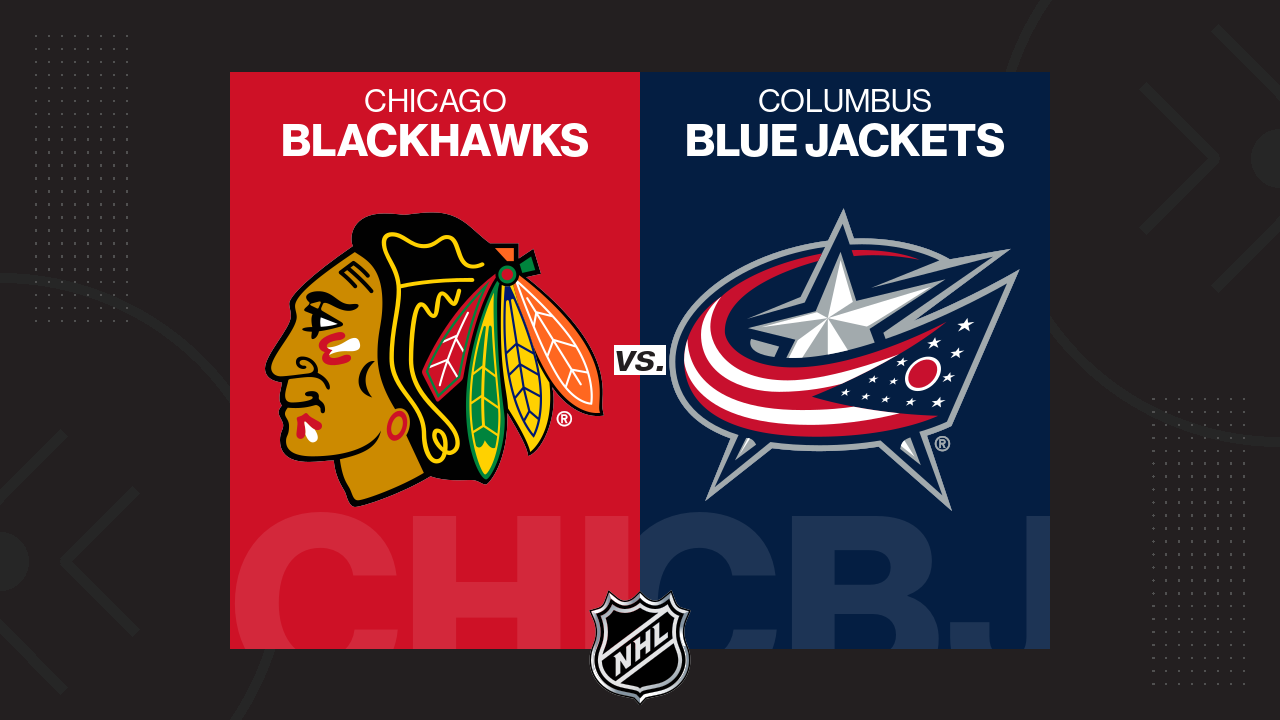 CHICAGO
BLACKHAWKS
COLUMBUS
BLUE JACKETS
VS.
®
®
CHI
CBJ
NHL